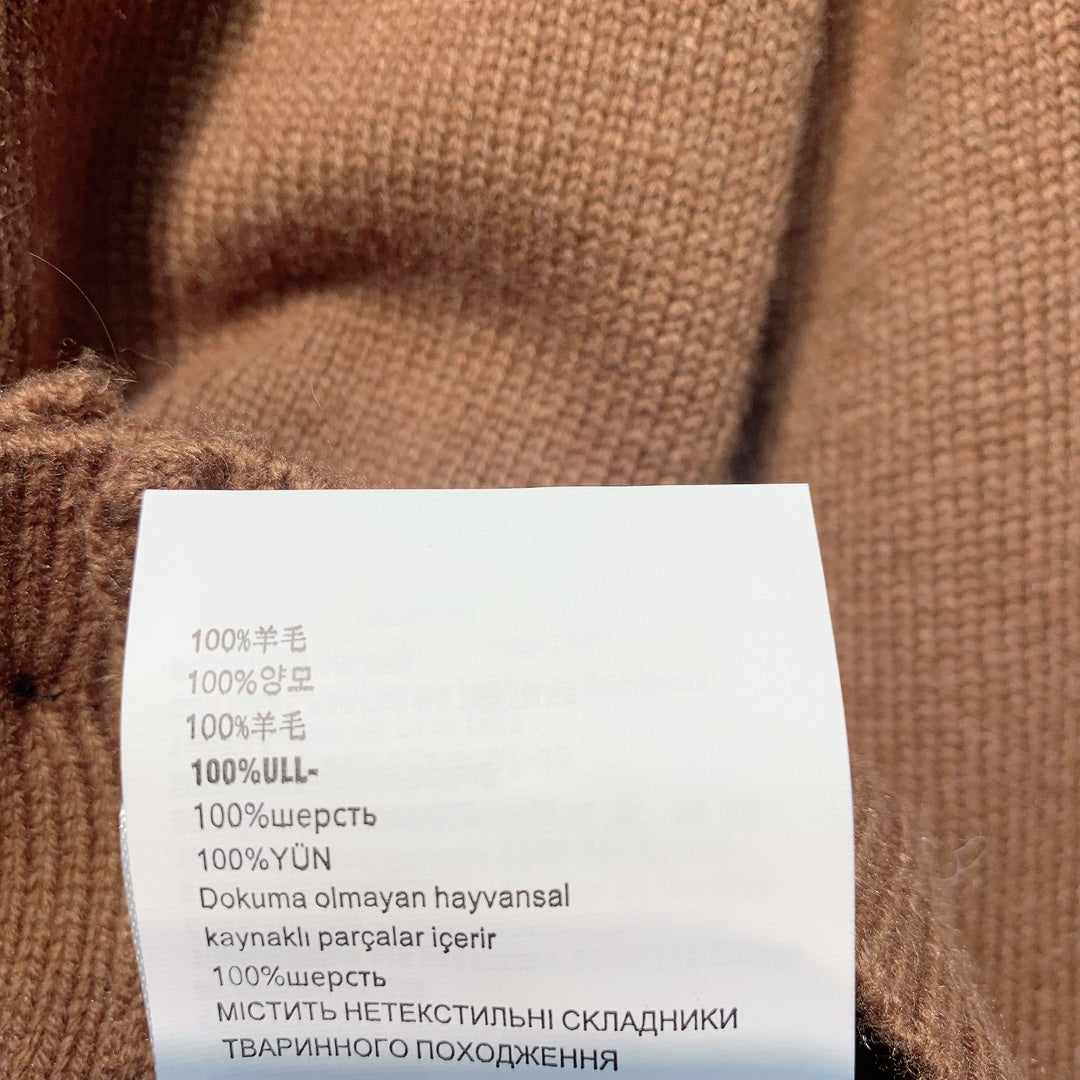 100%羊毛
100%양모
100%羊毛
100%ULL-
100%шерсть
100%YÜN
Dokuma olmayan hayvansal
kaynaklı parçalar içerir
100%шерсть
МІСТИТЬ НЕТЕКСТИЛЬНІ СКЛАДНИКИ
ТВАРИННОГО ПОХОДЖЕННЯ